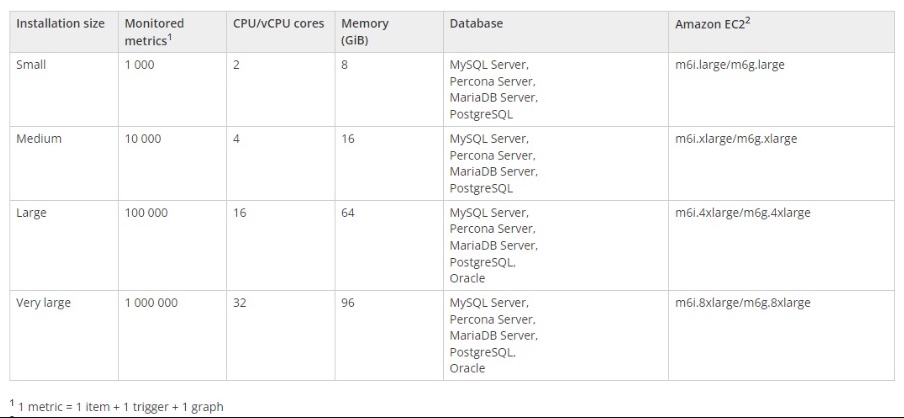 Installation size Monitored metrics1 CPU/vCPU cores Memory (GiB) Database Amazon EC22
Small 1 000 2 8 MySQL Server, m6i.large/m6g.large
Percona Server,
MariaDB Server,
PostgreSQL
Medium 10 000 4 16 MySQL Server, m6i.xlarge/m6g.xlarge
Percona Server,
MariaDB Server,
PostgreSQL
Large 100 000 16 64 MySQL Server, m6i.4xlarge/m6g.4xlarge
Percona Server,
MariaDB Server,
PostgreSQL,
Oracle
Very large 1 000 000 32 96 MySQL Server, m6i.8xlarge/m6g.8xlarge
Percona Server,
MariaDB Server,
PostgreSQL,
Oracle
1 1 metric = 1 item + 1 trigger + 1 graph